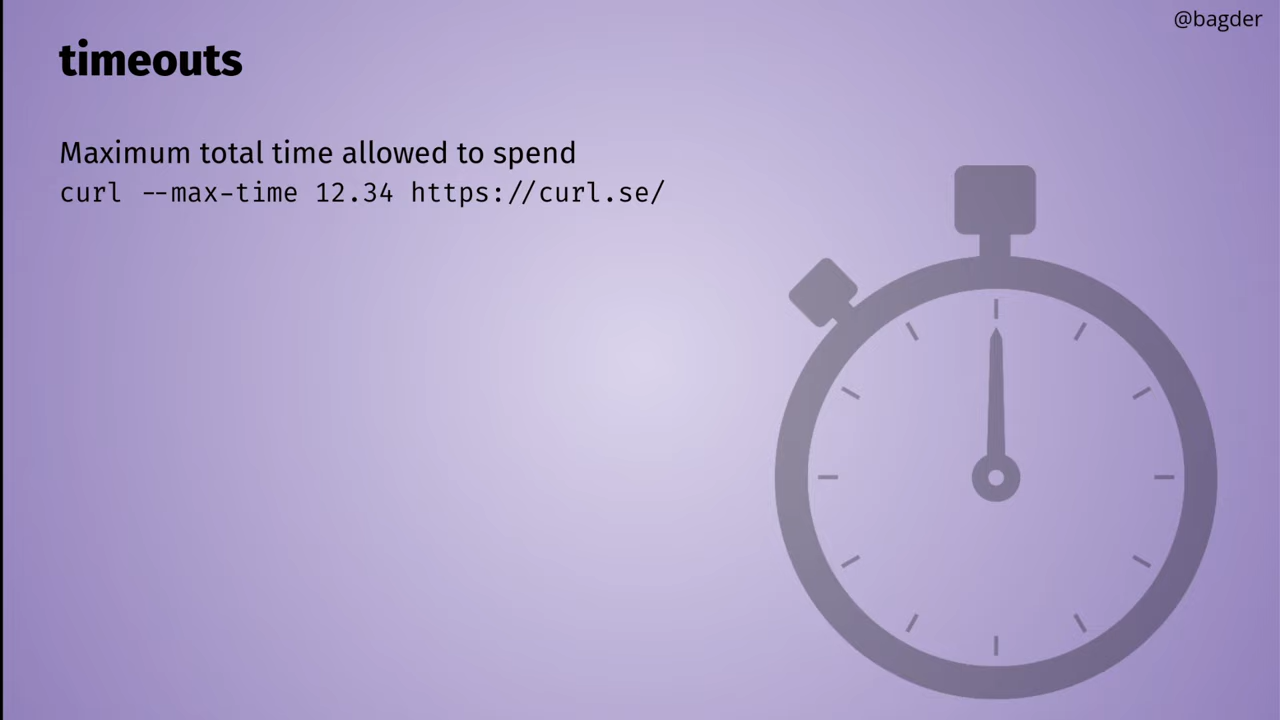 @bagder
timeouts
Maximum total time allowed to spend
curl --max-time 12.34 https://curl.se/